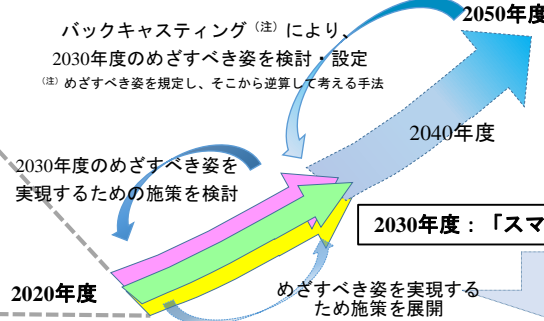 2050年度
バックキャスティング（注）により、
2030年度のめざすべき姿を検討・設定
（注）めざすべき姿を規定し、そこから逆算して考える手法
2040年度
2030年度のめざすべき姿を
実現するための施策を検討
2030年度：「スマ
2020年度
めざすべき姿を実現する
ため施策を展開